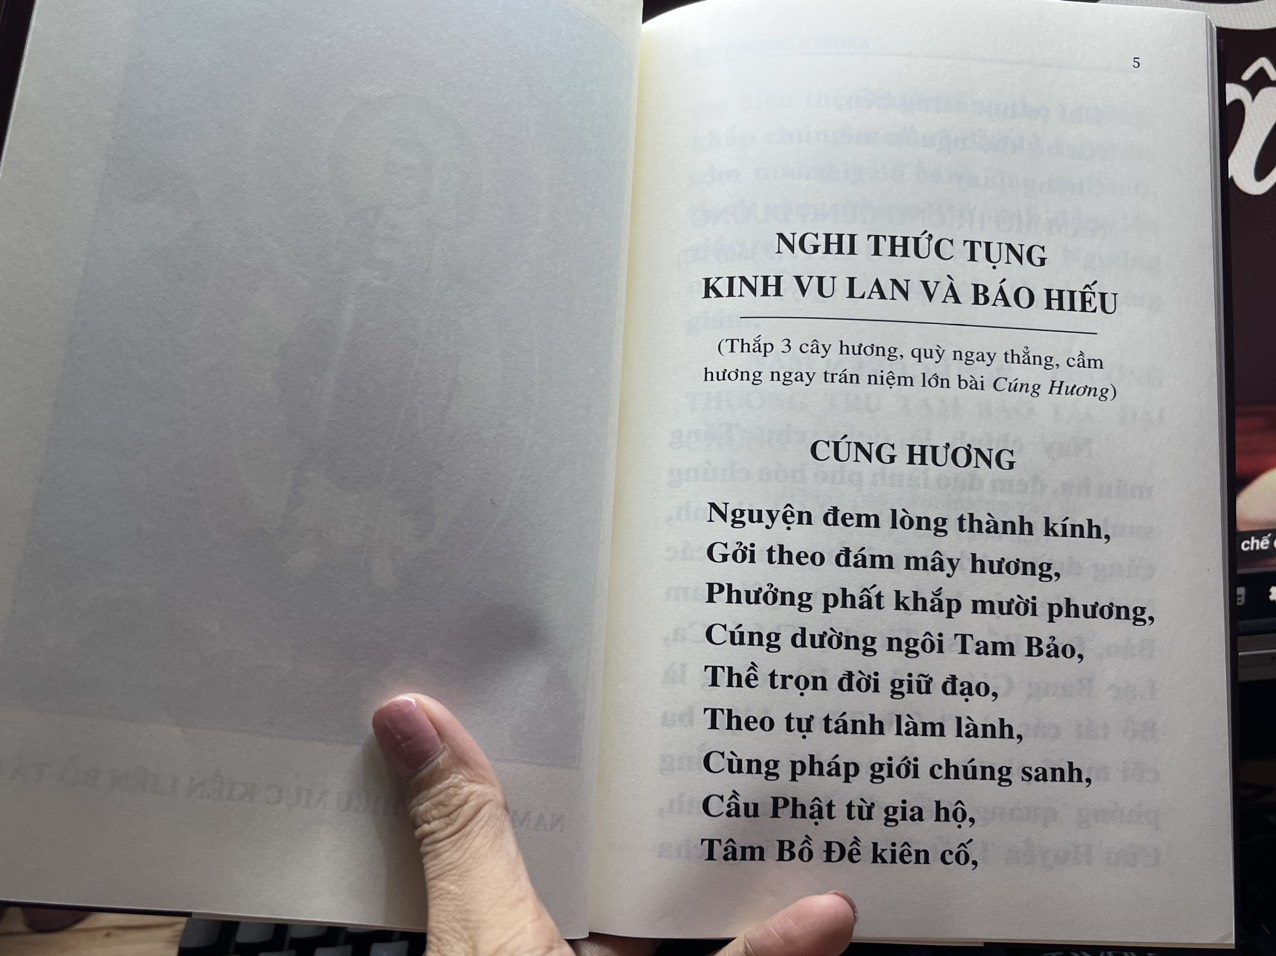 5
NGHI THỨC TỤNG
KINH VU LAN VÀ BÁO HIẾU
(Thắp 3 cây hương, quỳ ngay thẳng, cầm
hương ngay trán niệm lớn bài Cúng Hương)
CÚNG HƯƠNG
Nguyện đem lòng thành kính,
Gởi theo đám mây hương,
Phưởng phất khắp mười phương,
Cúng dường ngôi Tam Bảo,
Thề trọn đời giữ đạo,
Theo tự tánh làm lành,
Cùng pháp giới chúng sanh,
Cầu Phật từ gia hộ,
Tâm Bồ Đề kiên cố,
chế